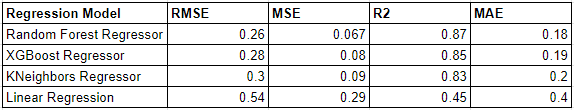 Regression Model RMSE MSE R2 MAE
Random Forest Regressor 0.26 0.067 0.87 0.18
XGBoost Regressor 0.28 0.08 0.85 0.19
KNeighbors Regressor 0.3 0.09 0.83 0.2
Linear Regression 0.54 0.29 0.45 0.4